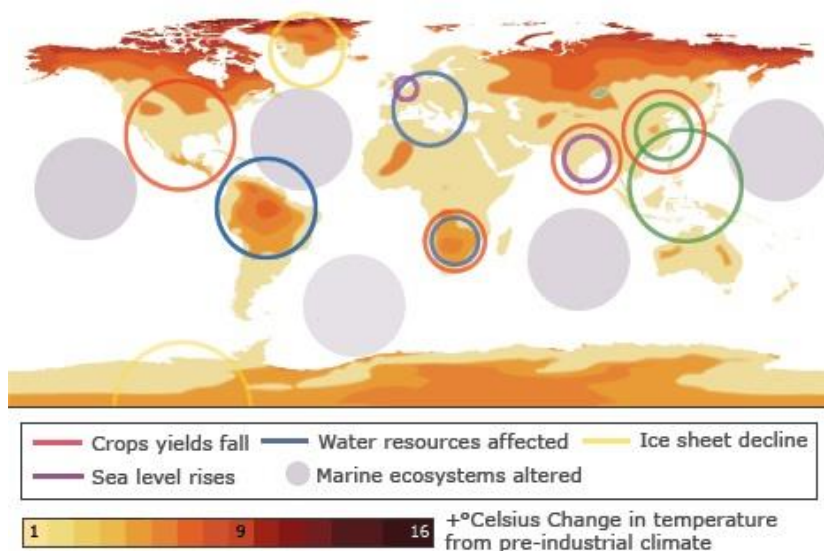 Crops yields fall Water resources affected Ice sheet decline
Sea level rises Marine ecosystems altered
1 9 16 +°Celsius Change in temperature
from pre-industrial climate